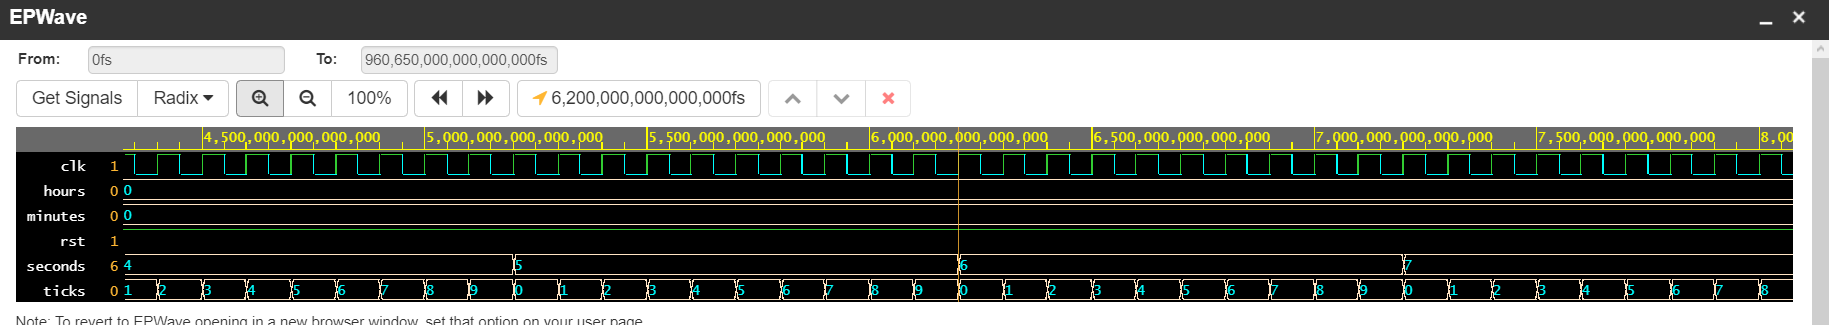 EPWave
From: 0fs To: 960,650,000,000,000,000fs
Get Signals Radix 100% 6,200,000,000,000,000fs
4,500,000,000,000,000 5,000,000,000,000,000 5,500,000,000,000,000 6,000,000,000,000,000 6,500,000,000,000,000 7,000,000,000,000,000 7,500,000,000,000,000 8,0
clk 1
hours 0 0
minutes 0 0
rst 1
seconds 6 4 5 6 7
ticks 0 1 2 3 4 5 6 7 8 9 0 1 2 3 4 5 6 7 8 9 0 1 2 3 4 5 6 7 8 9 0 1 2 3 4 5 6 7 8
Note: To revert to EPWave opening in a new browser window, set that option on your user page.